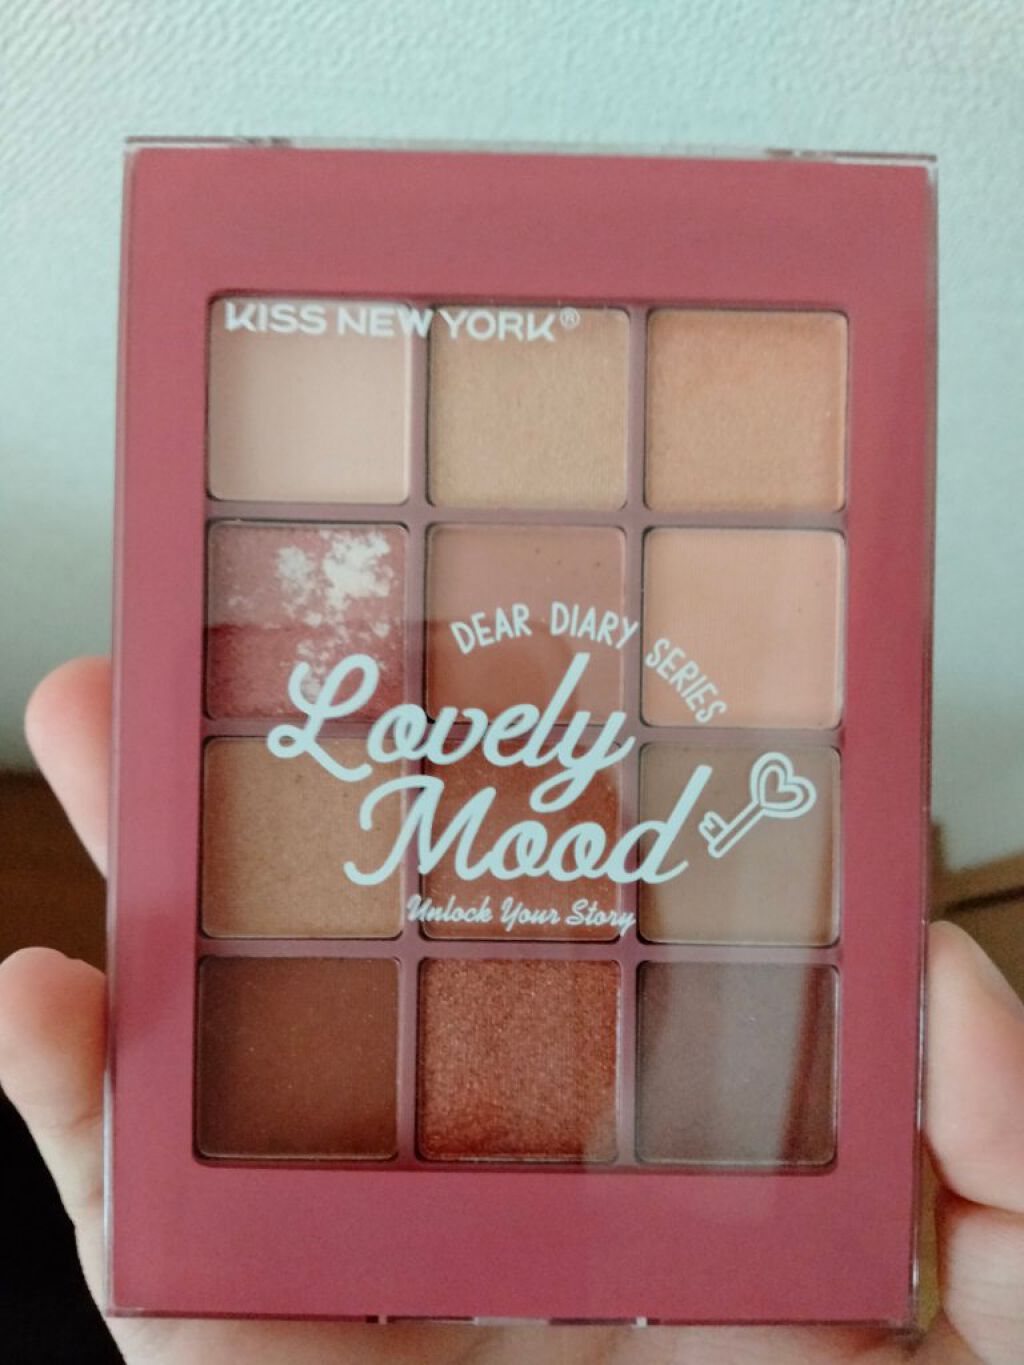 KISS NEW YORK®
DEAR DIARY SERIES
Lovely
Mood
Unlock Your Story